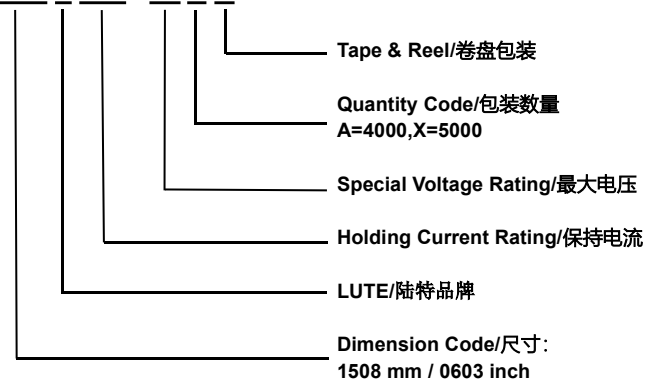 Tape & Reel/卷盘包装
Quantity Code/包装数量
A=4000,X=5000
Special Voltage Rating/最大电压
Holding Current Rating/保持电流
LUTE/陆特品牌
Dimension Code/尺寸：
1508 mm / 0603 inch